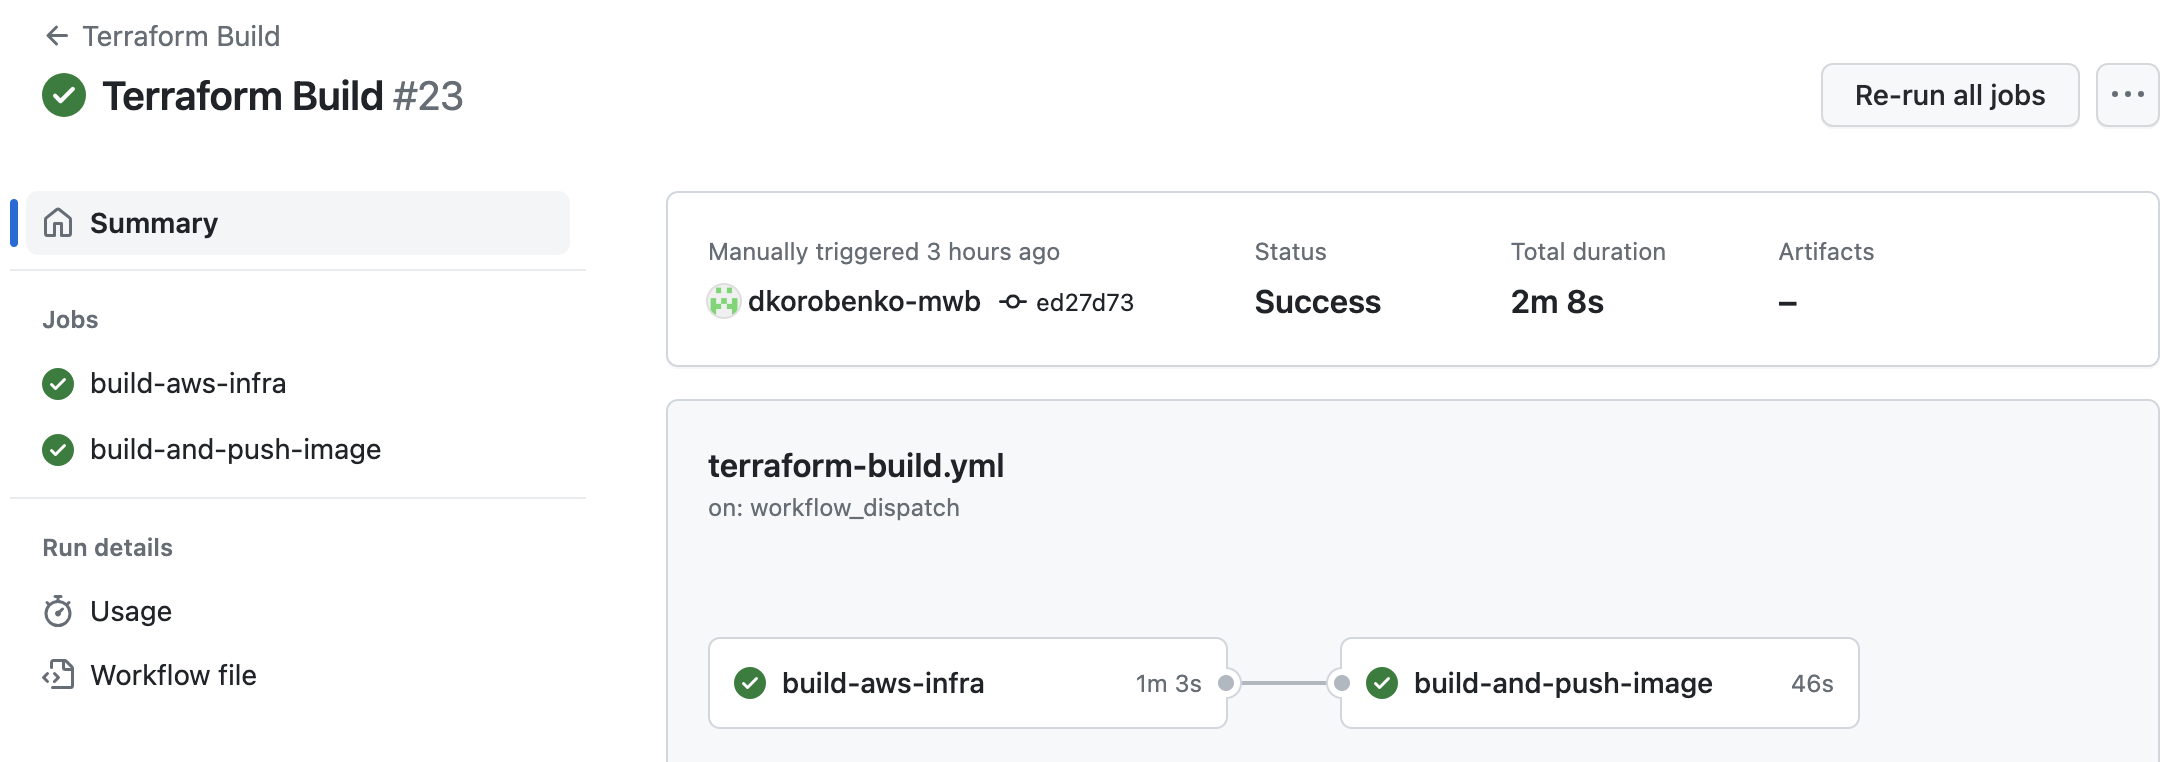 Terraform Build
Terraform Build #23
Re-run all jobs
Summary
Jobs
build-aws-infra
build-and-push-image
Run details
Usage
Workflow file
Manually triggered 3 hours ago
dkorobenko-mwb ed27d73
Status
Success
Total duration
2m 8s
Artifacts
–
terraform-build.yml
on: workflow_dispatch
build-aws-infra 1m 3s
build-and-push-image 46s